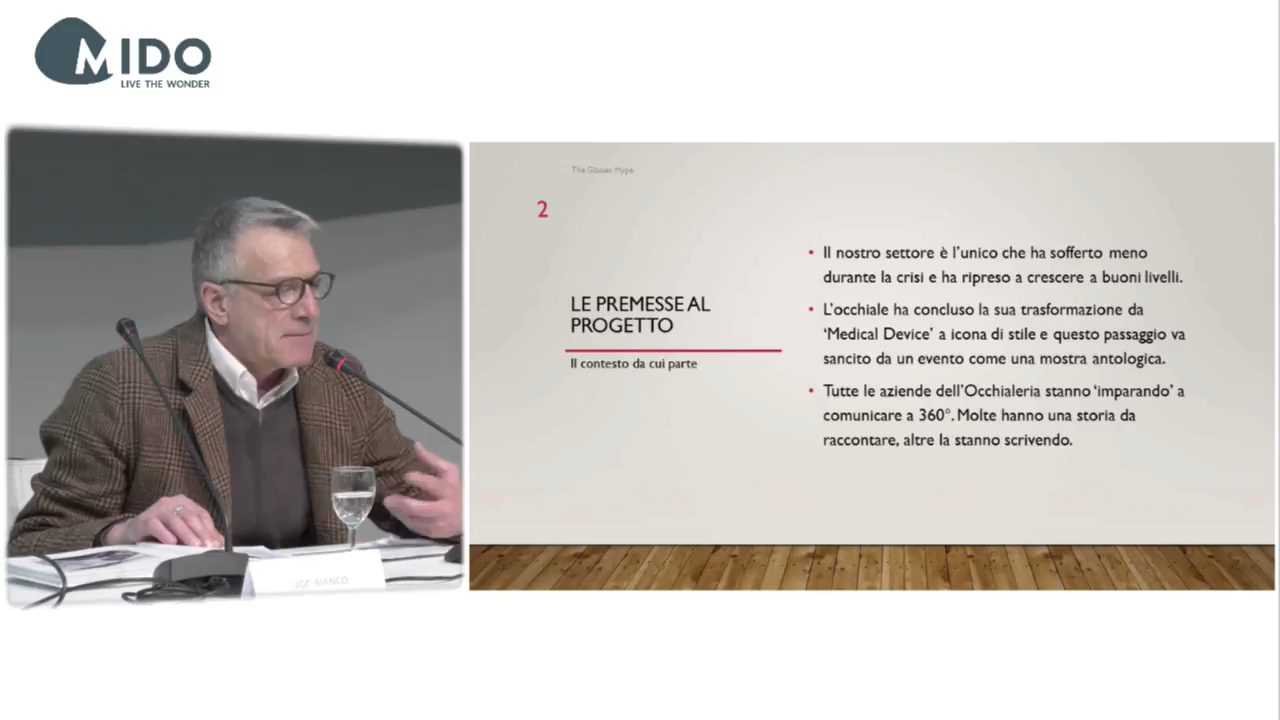 MIDO
LIVE THE WONDER
The Glasses Hype
2
LE PREMESSE AL
PROGETTO
Il contesto da cui parte
• Il nostro settore è l'unico che ha sofferto meno
durante la crisi e ha ripreso a crescere a buoni livelli.
• L'occhiale ha concluso la sua trasformazione da
'Medical Device' a icona di stile e questo passaggio va
sancito da un evento come una mostra antologica.
• Tutte le aziende dell'Occhialeria stanno 'imparando' a
comunicare a 360°. Molte hanno una storia da
raccontare, altre la stanno scrivendo.
BIANCO